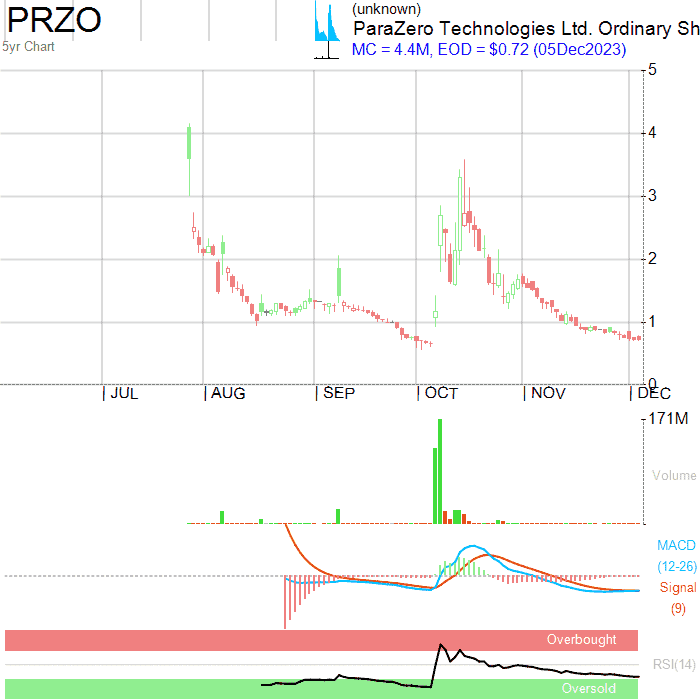 PRZO
(unknown)
ParaZero Technologies Ltd. Ordinary Sh
5yr Chart
MC = 4.4M, EOD = $0.72 (05Dec2023)
5
4
3
2
1
0
JUL
AUG
SEP
OCT
NOV
DEC
171M
Volume
MACD
(12-26)
Signal
(9)
Overbought
RSI(14)
Oversold